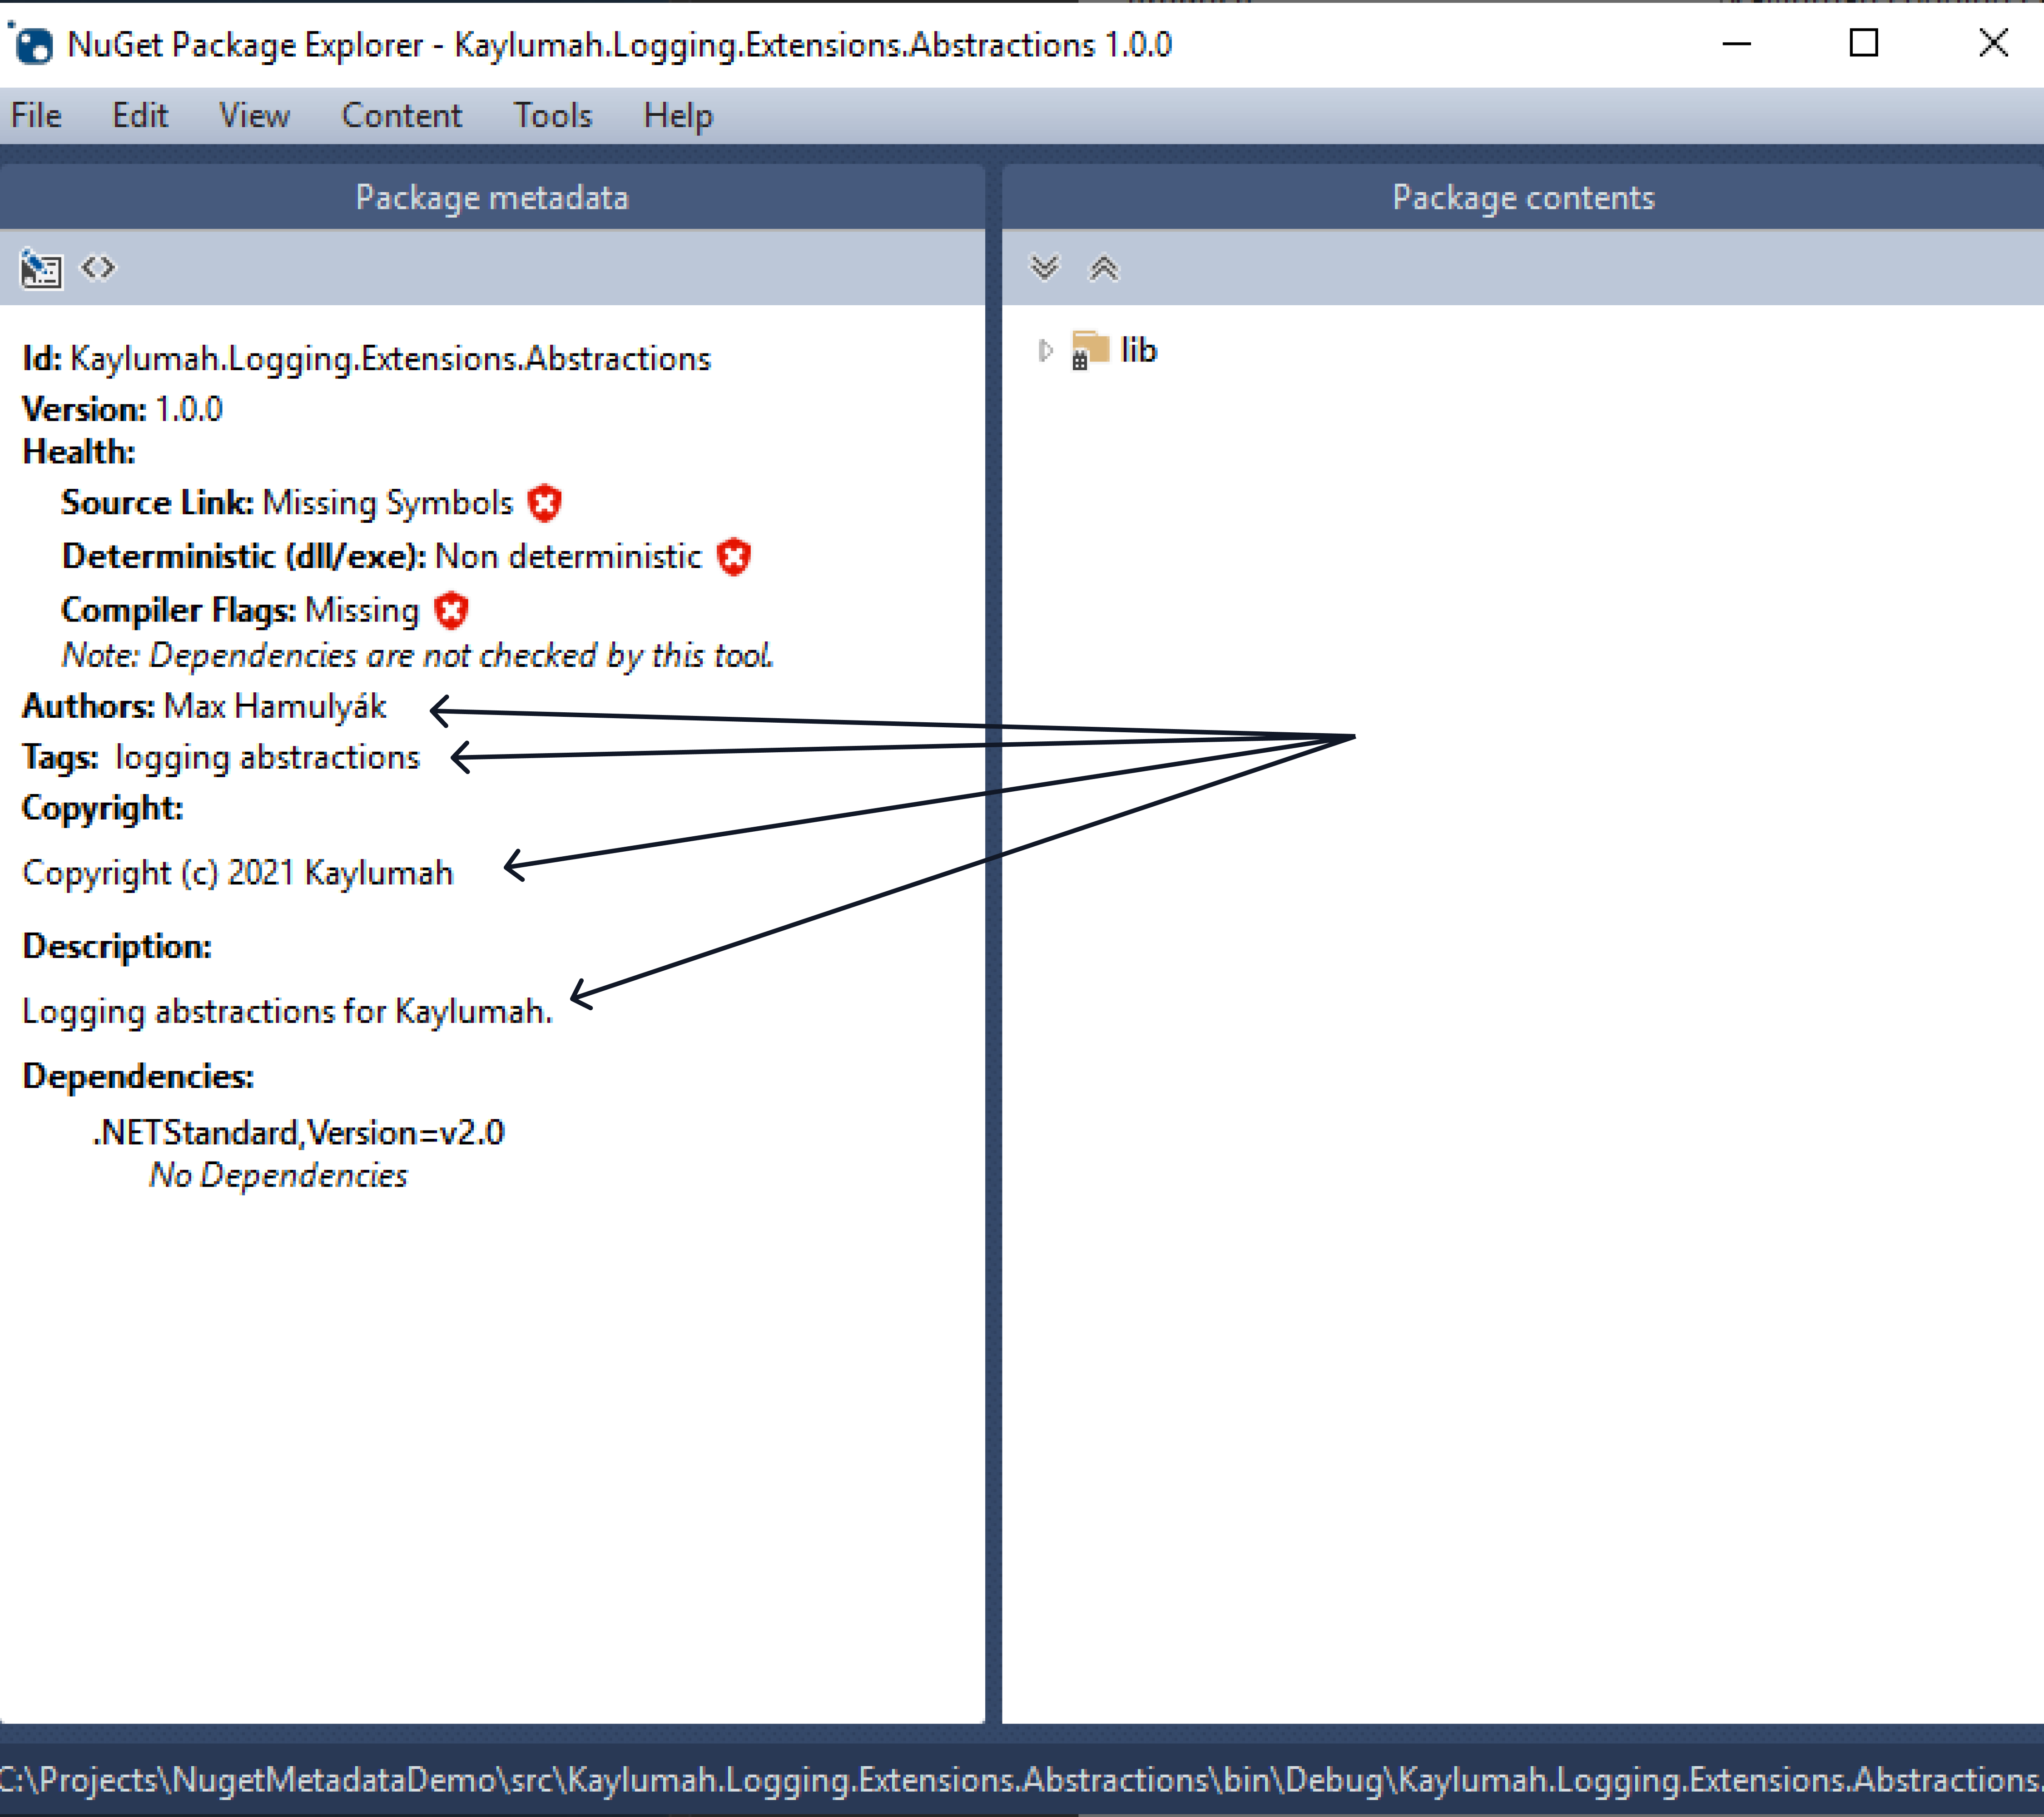 NuGet Package Explorer - Kaylumah.Logging.Extensions.Abstractions 1.0.0
File Edit View Content Tools Help
Package metadata
Package contents
Id: Kaylumah.Logging.Extensions.Abstractions
Version: 1.0.0
Health:
Source Link: Missing Symbols
Deterministic (dll/exe): Non deterministic
Compiler Flags: Missing
Note: Dependencies are not checked by this tool.
Authors: Max Hamulyák
Tags: logging abstractions
Copyright:
Copyright (c) 2021 Kaylumah
Description:
Logging abstractions for Kaylumah.
Dependencies:
.NETStandard,Version=v2.0
No Dependencies
lib
C:\Projects\NugetMetadataDemo\src\Kaylumah.Logging.Extensions.Abstractions\bin\Debug\Kaylumah.Logging.Extensions.Abstractions.